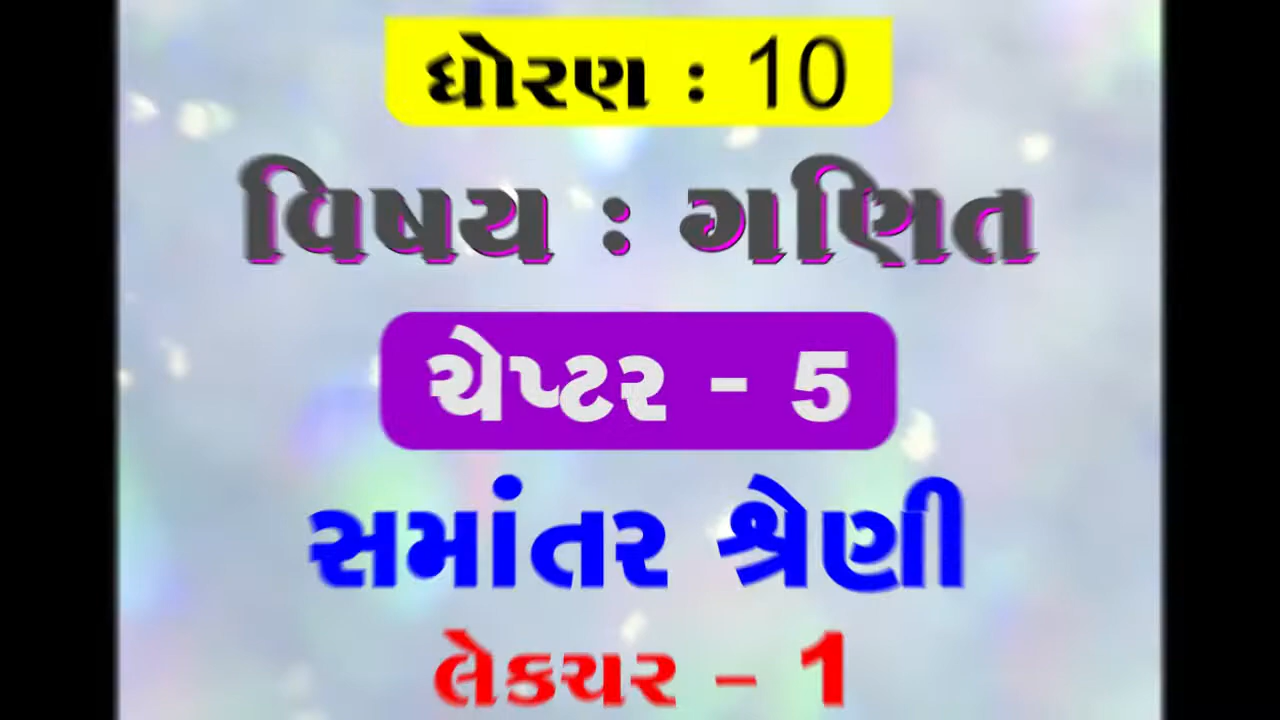 ધોરણ : 10
વિષય : ગણિત
ચેપ્ટર - 5
સમાંતર શ્રેણી
લેકચર - 1